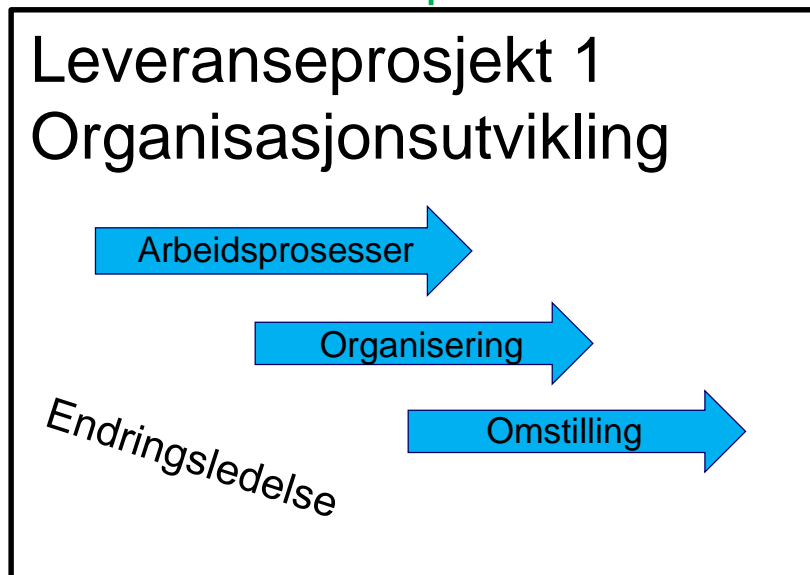 Leveranseprosjekt 1
Organisasjonsutvikling
Arbeidsprosesser
Organisering
Omstilling
Endringsledelse